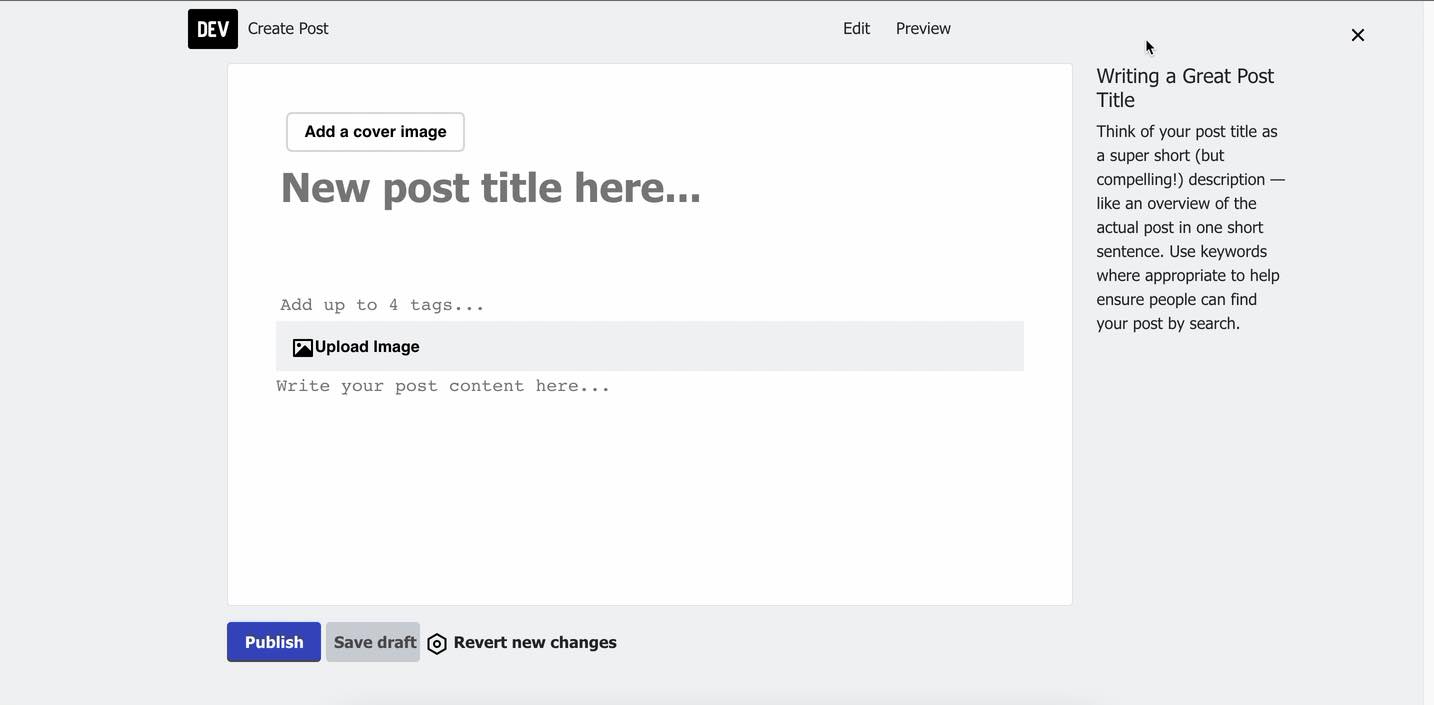 DEV Create Post Edit Preview
Add a cover image
New post title here...
Add up to 4 tags...
Upload Image
Write your post content here...
Publish Save draft Revert new changes
Writing a Great Post
Title
Think of your post title as
a super short (but
compelling!) description —
like an overview of the
actual post in one short
sentence. Use keywords
where appropriate to help
ensure people can find
your post by search.